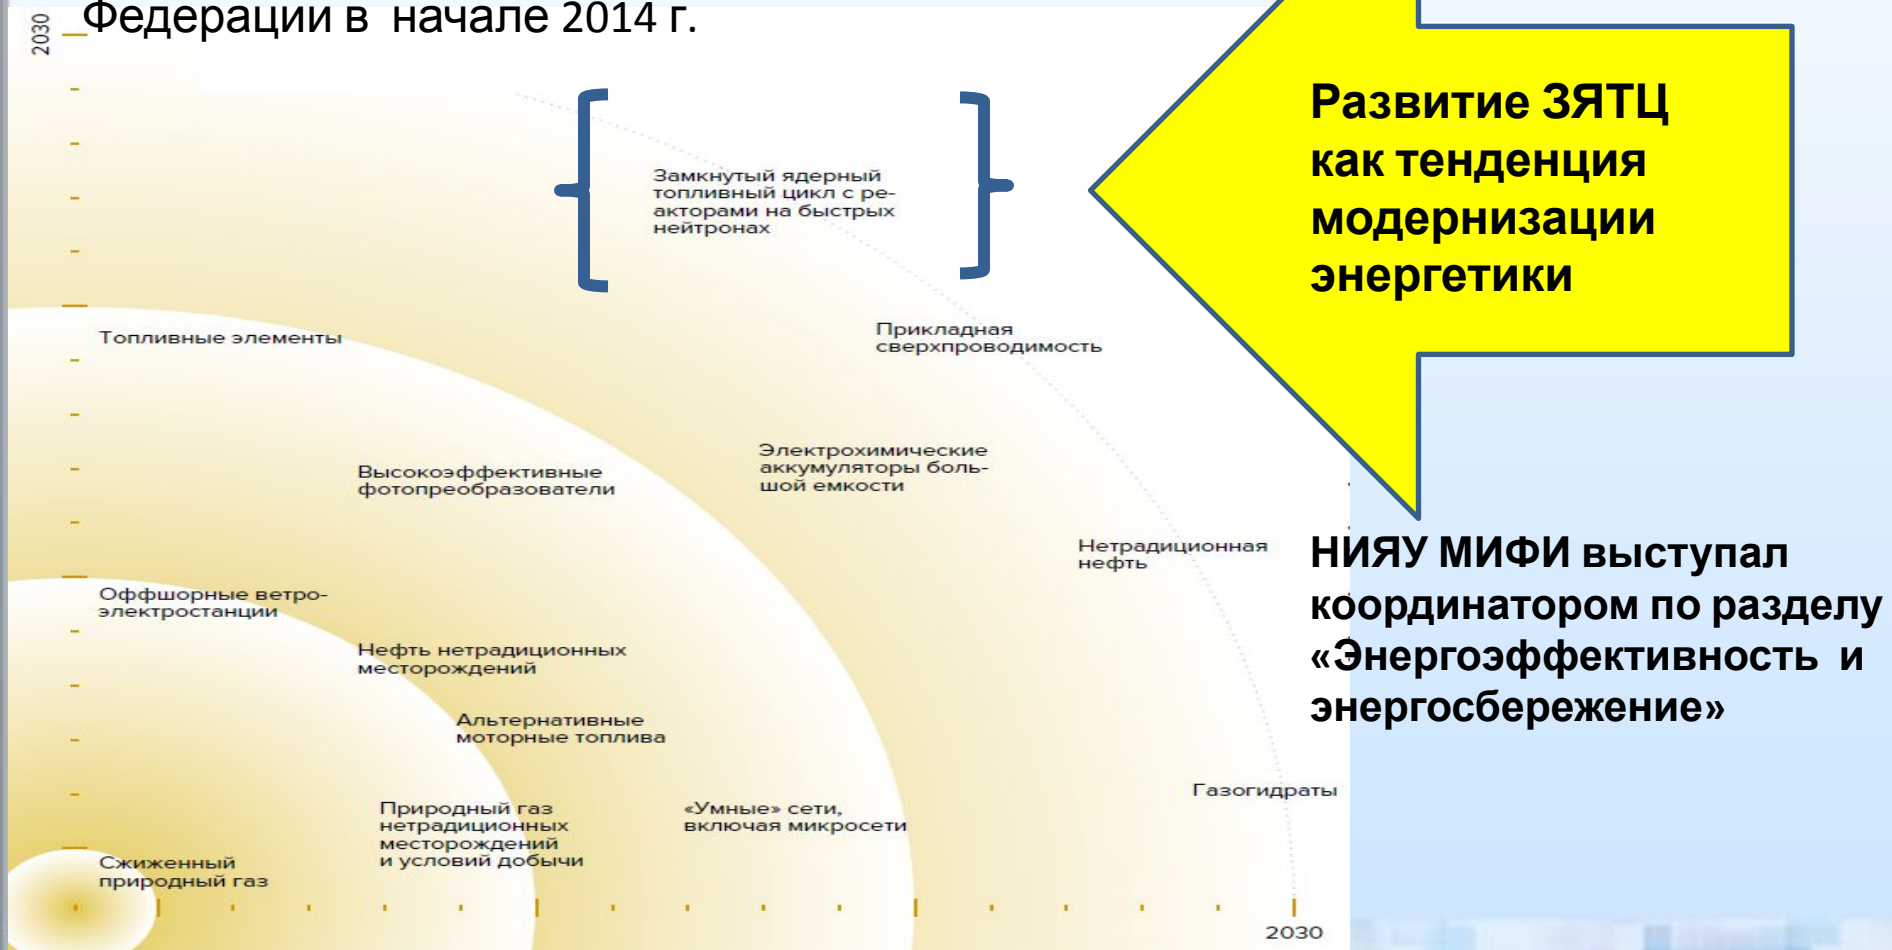 Федерации в начале 2014 г.
2030
Развитие ЗЯТЦ
как тенденция
модернизации
энергетики
Замкнутый ядерный
топливный цикл с ре-
акторами на быстрых
нейтронах
Топливные элементы
Прикладная
сверхпроводимость
Высокоэффективные
фотопреобразователи
Электрохимические
аккумуляторы боль-
шой емкости
Нетрадиционная
нефть
НИЯУ МИФИ выступал
координатором по разделу
«Энергоэффективность и
энергосбережение»
Оффшорные ветро-
электростанции
Нефть нетрадиционных
месторождений
Альтернативные
моторные топлива
Природный газ
нетрадиционных
месторождений
и условий добычи
«Умные» сети,
включая микросети
Газогидраты
Сжиженный
природный газ
2030